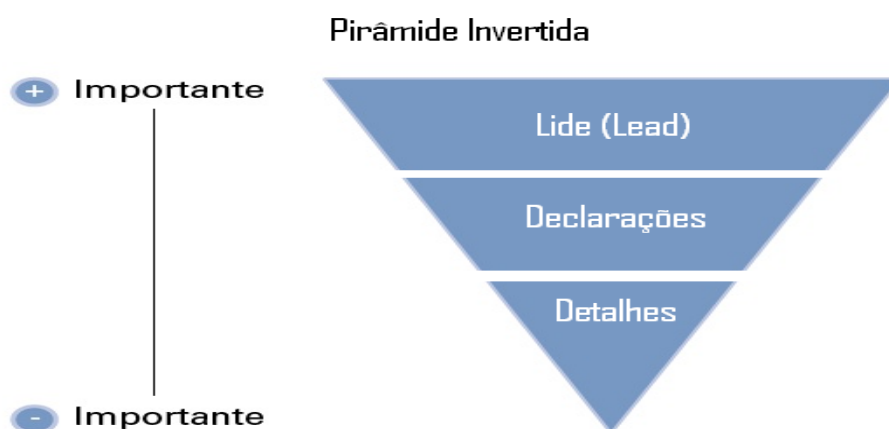 Pirâmide Invertida
+ Importante
Lide (Lead)
Declarações
Detalhes
- Importante